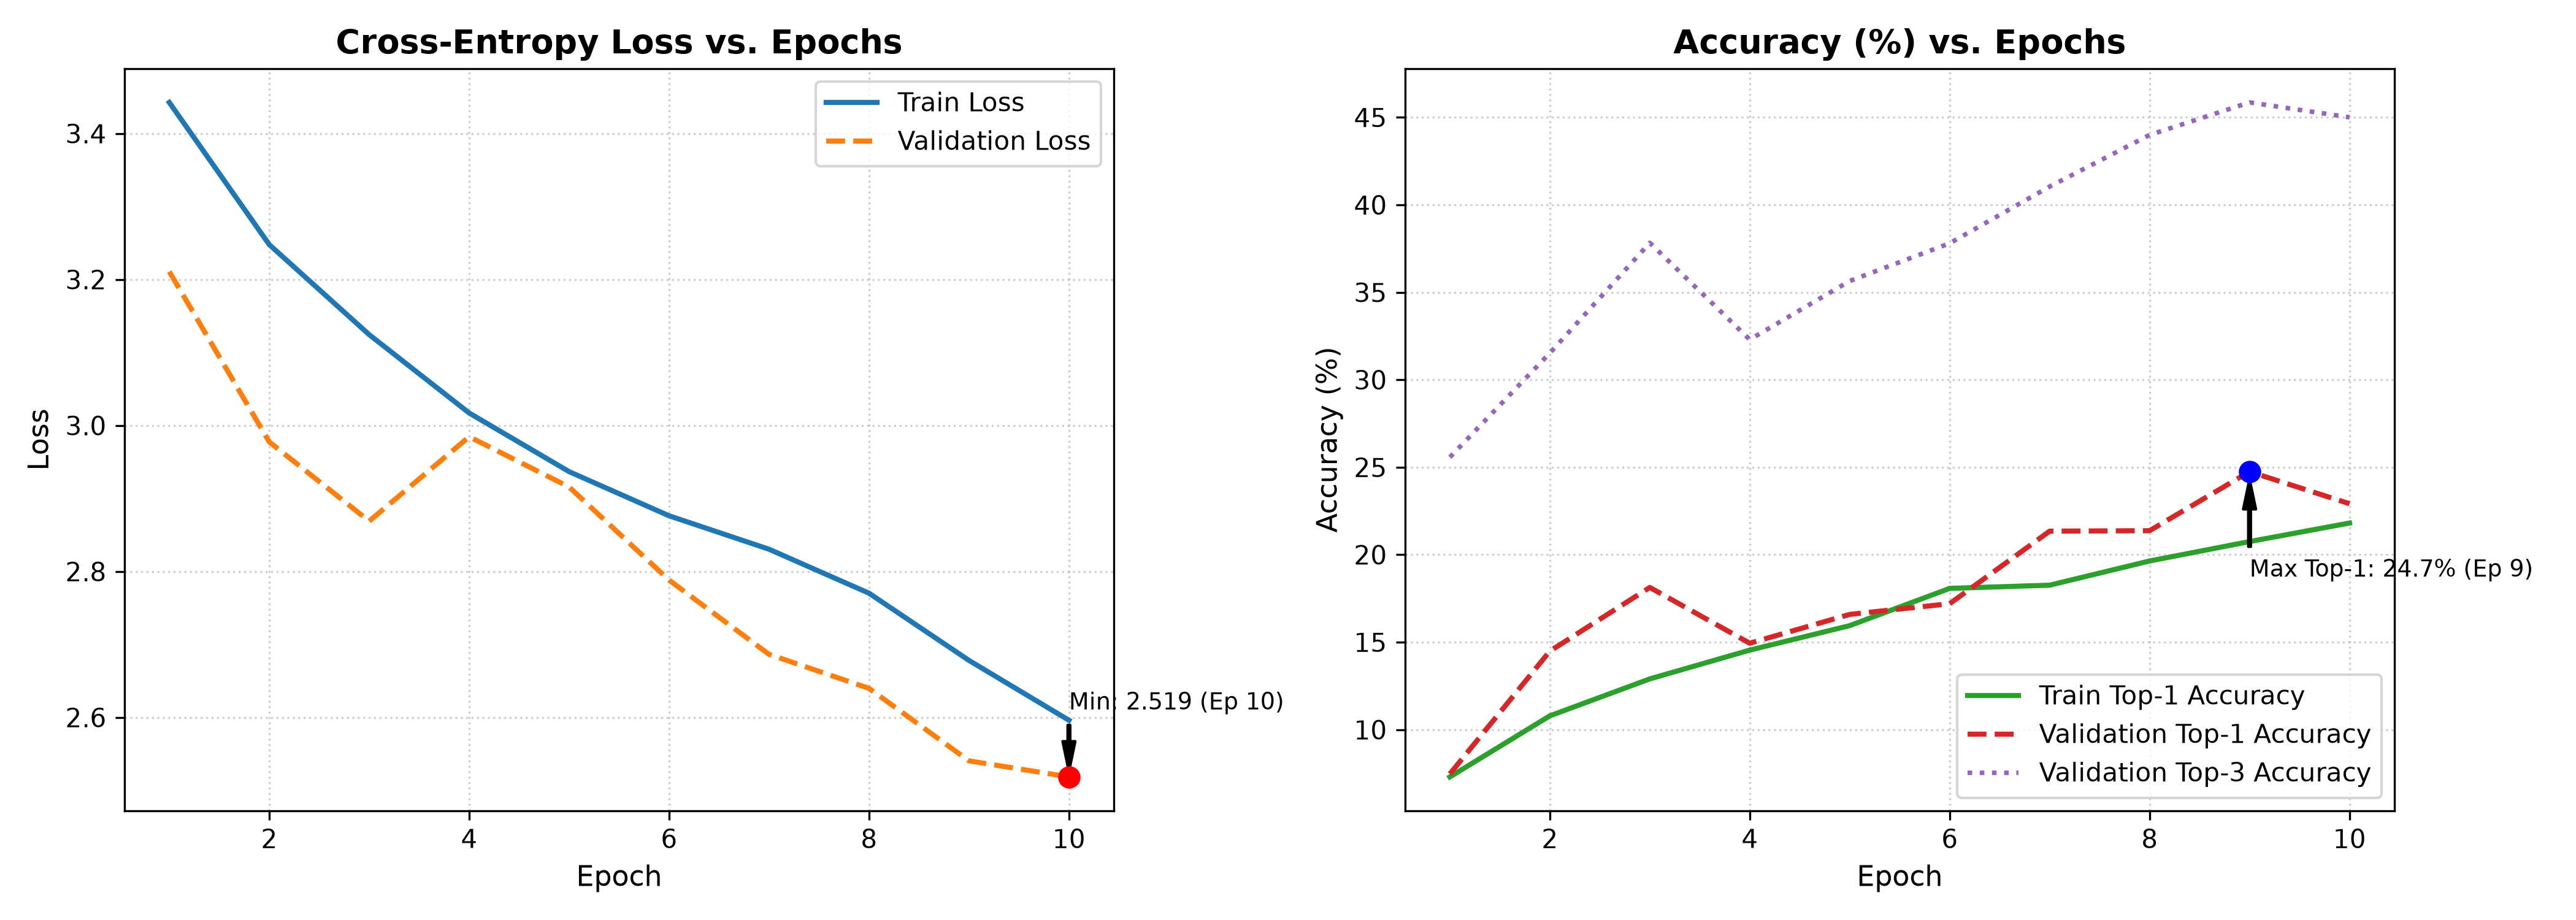 Cross-Entropy Loss vs. Epochs
Train Loss
Validation Loss
3.4
3.2
3.0
2.8
2.6
Loss
Min: 2.519 (Ep 10)
2
4
6
8
10
Epoch
Accuracy (%) vs. Epochs
45
40
35
30
25
20
15
10
Accuracy (%)
Max Top-1: 24.7% (Ep 9)
Train Top-1 Accuracy
Validation Top-1 Accuracy
Validation Top-3 Accuracy
2
4
6
8
10
Epoch